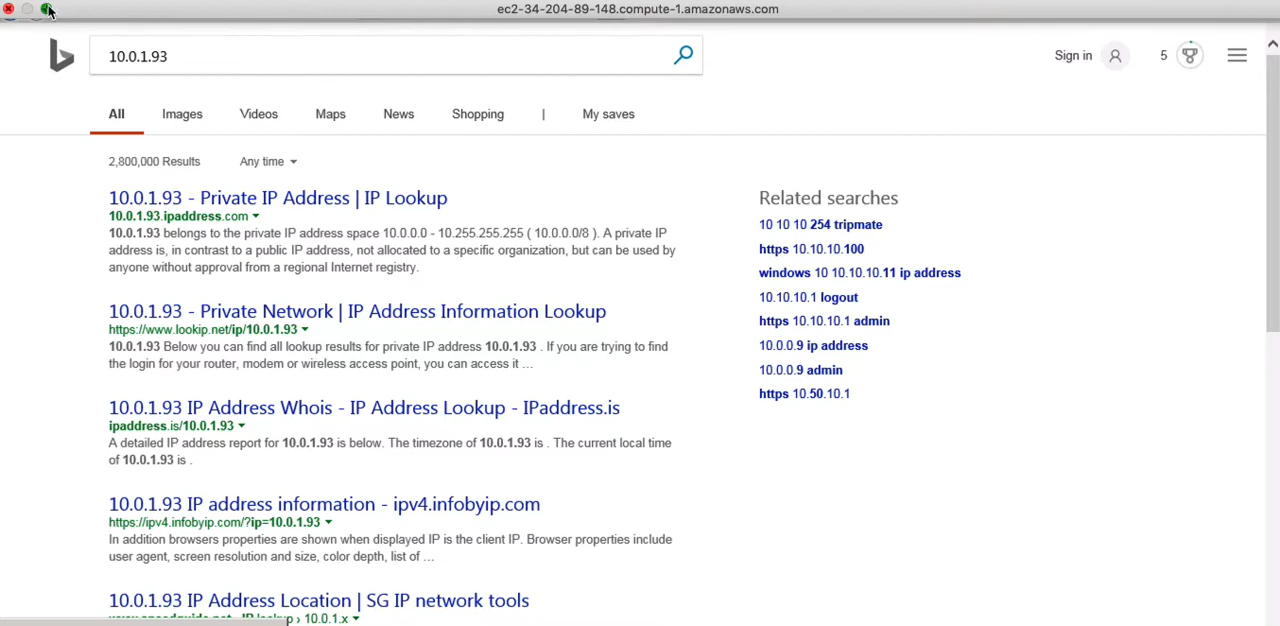 ec2-34-204-89-148.compute-1.amazonaws.com
10.0.1.93
Sign in
5
All Images Videos Maps News Shopping | My saves
2,800,000 Results Any time
10.0.1.93 - Private IP Address | IP Lookup
10.0.1.93.ipaddress.com
10.0.1.93 belongs to the private IP address space 10.0.0.0 - 10.255.255.255 ( 10.0.0.0/8 ). A private IP
address is, in contrast to a public IP address, not allocated to a specific organization, but can be used by
anyone without approval from a regional Internet registry.
10.0.1.93 - Private Network | IP Address Information Lookup
https://www.lookip.net/ip/10.0.1.93
10.0.1.93 Below you can find all lookup results for private IP address 10.0.1.93 . If you are trying to find
the login for your router, modem or wireless access point, you can access it ...
10.0.1.93 IP Address Whois - IP Address Lookup - IPaddress.is
ipaddress.is/10.0.1.93
A detailed IP address report for 10.0.1.93 is below. The timezone of 10.0.1.93 is . The current local time
of 10.0.1.93 is .
10.0.1.93 IP address information - ipv4.infobyip.com
https://ipv4.infobyip.com/?ip=10.0.1.93
In addition browsers properties are shown when displayed IP is the client IP. Browser properties include
user agent, screen resolution and size, color depth, list of ...
10.0.1.93 IP Address Location | SG IP network tools
www.speedguide.net › IP lookup › 10.0.1.x
Related searches
10 10 10 254 tripmate
https 10.10.10.100
windows 10 10.10.10.11 ip address
10.10.10.1 logout
https 10.10.10.1 admin
10.0.0.9 ip address
10.0.0.9 admin
https 10.50.10.1